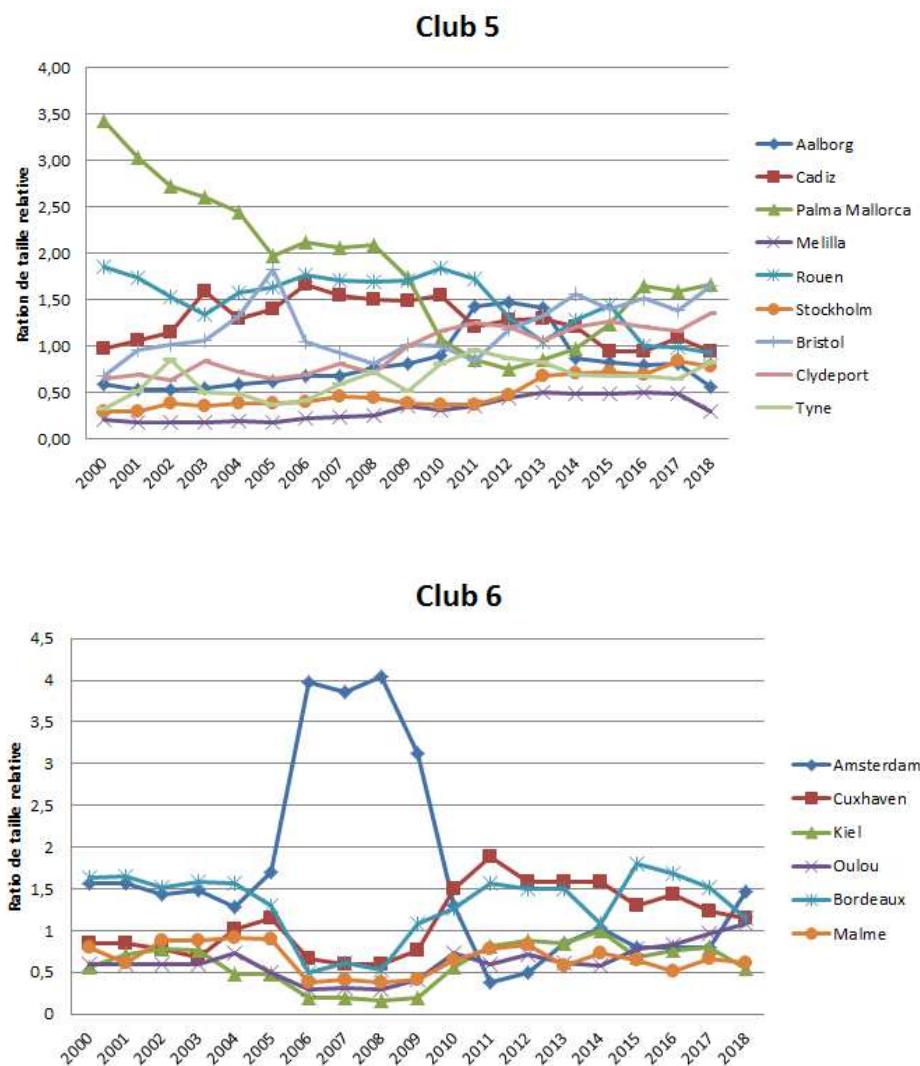 Club 5
Ration de taille relative
4,00
3,50
3,00
2,50
2,00
1,50
1,00
0,50
0,00
2000 2001 2002 2003 2004 2005 2006 2007 2008 2009 2010 2011 2012 2013 2014 2015 2016 2017 2018
Aalborg
Cadiz
Palma Mallorca
Melilla
Rouen
Stockholm
Bristol
Clydeport
Tyne
Club 6
Ratio de taille relative
4,5
4
3,5
3
2,5
2
1,5
1
0,5
0
2000 2001 2002 2003 2004 2005 2006 2007 2008 2009 2010 2011 2012 2013 2014 2015 2016 2017 2018
Amsterdam
Cuxhaven
Kiel
Oulou
Bordeaux
Malme